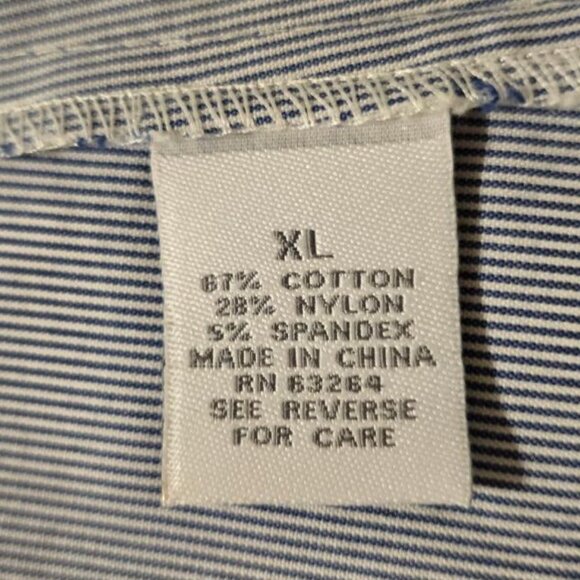 XL
67% COTTON
28% NYLON
5% SPANDEX
MADE IN CHINA
RN 63264
SEE REVERSE
FOR CARE